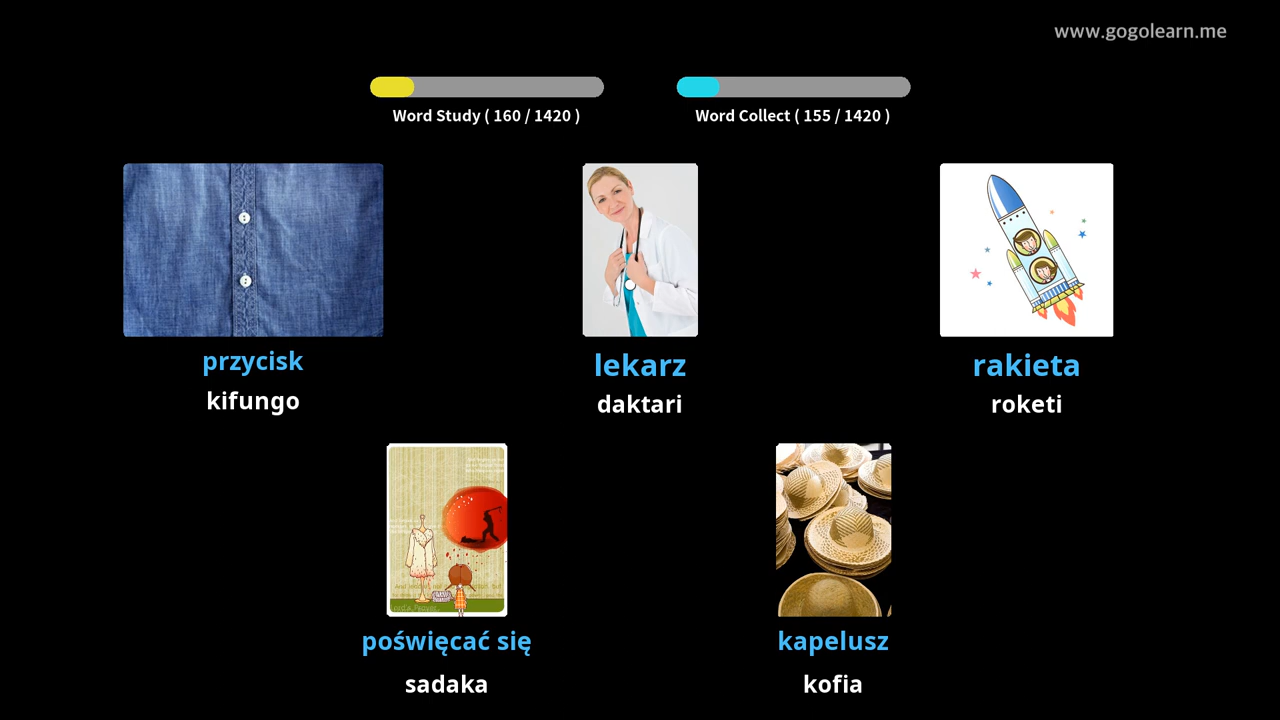 www.gogolearn.me
Word Study ( 160 / 1420 )
Word Collect ( 155 / 1420 )
przycisk
kifungo
lekarz
daktari
rakieta
roketi
poświęcać się
sadaka
kapelusz
kofia